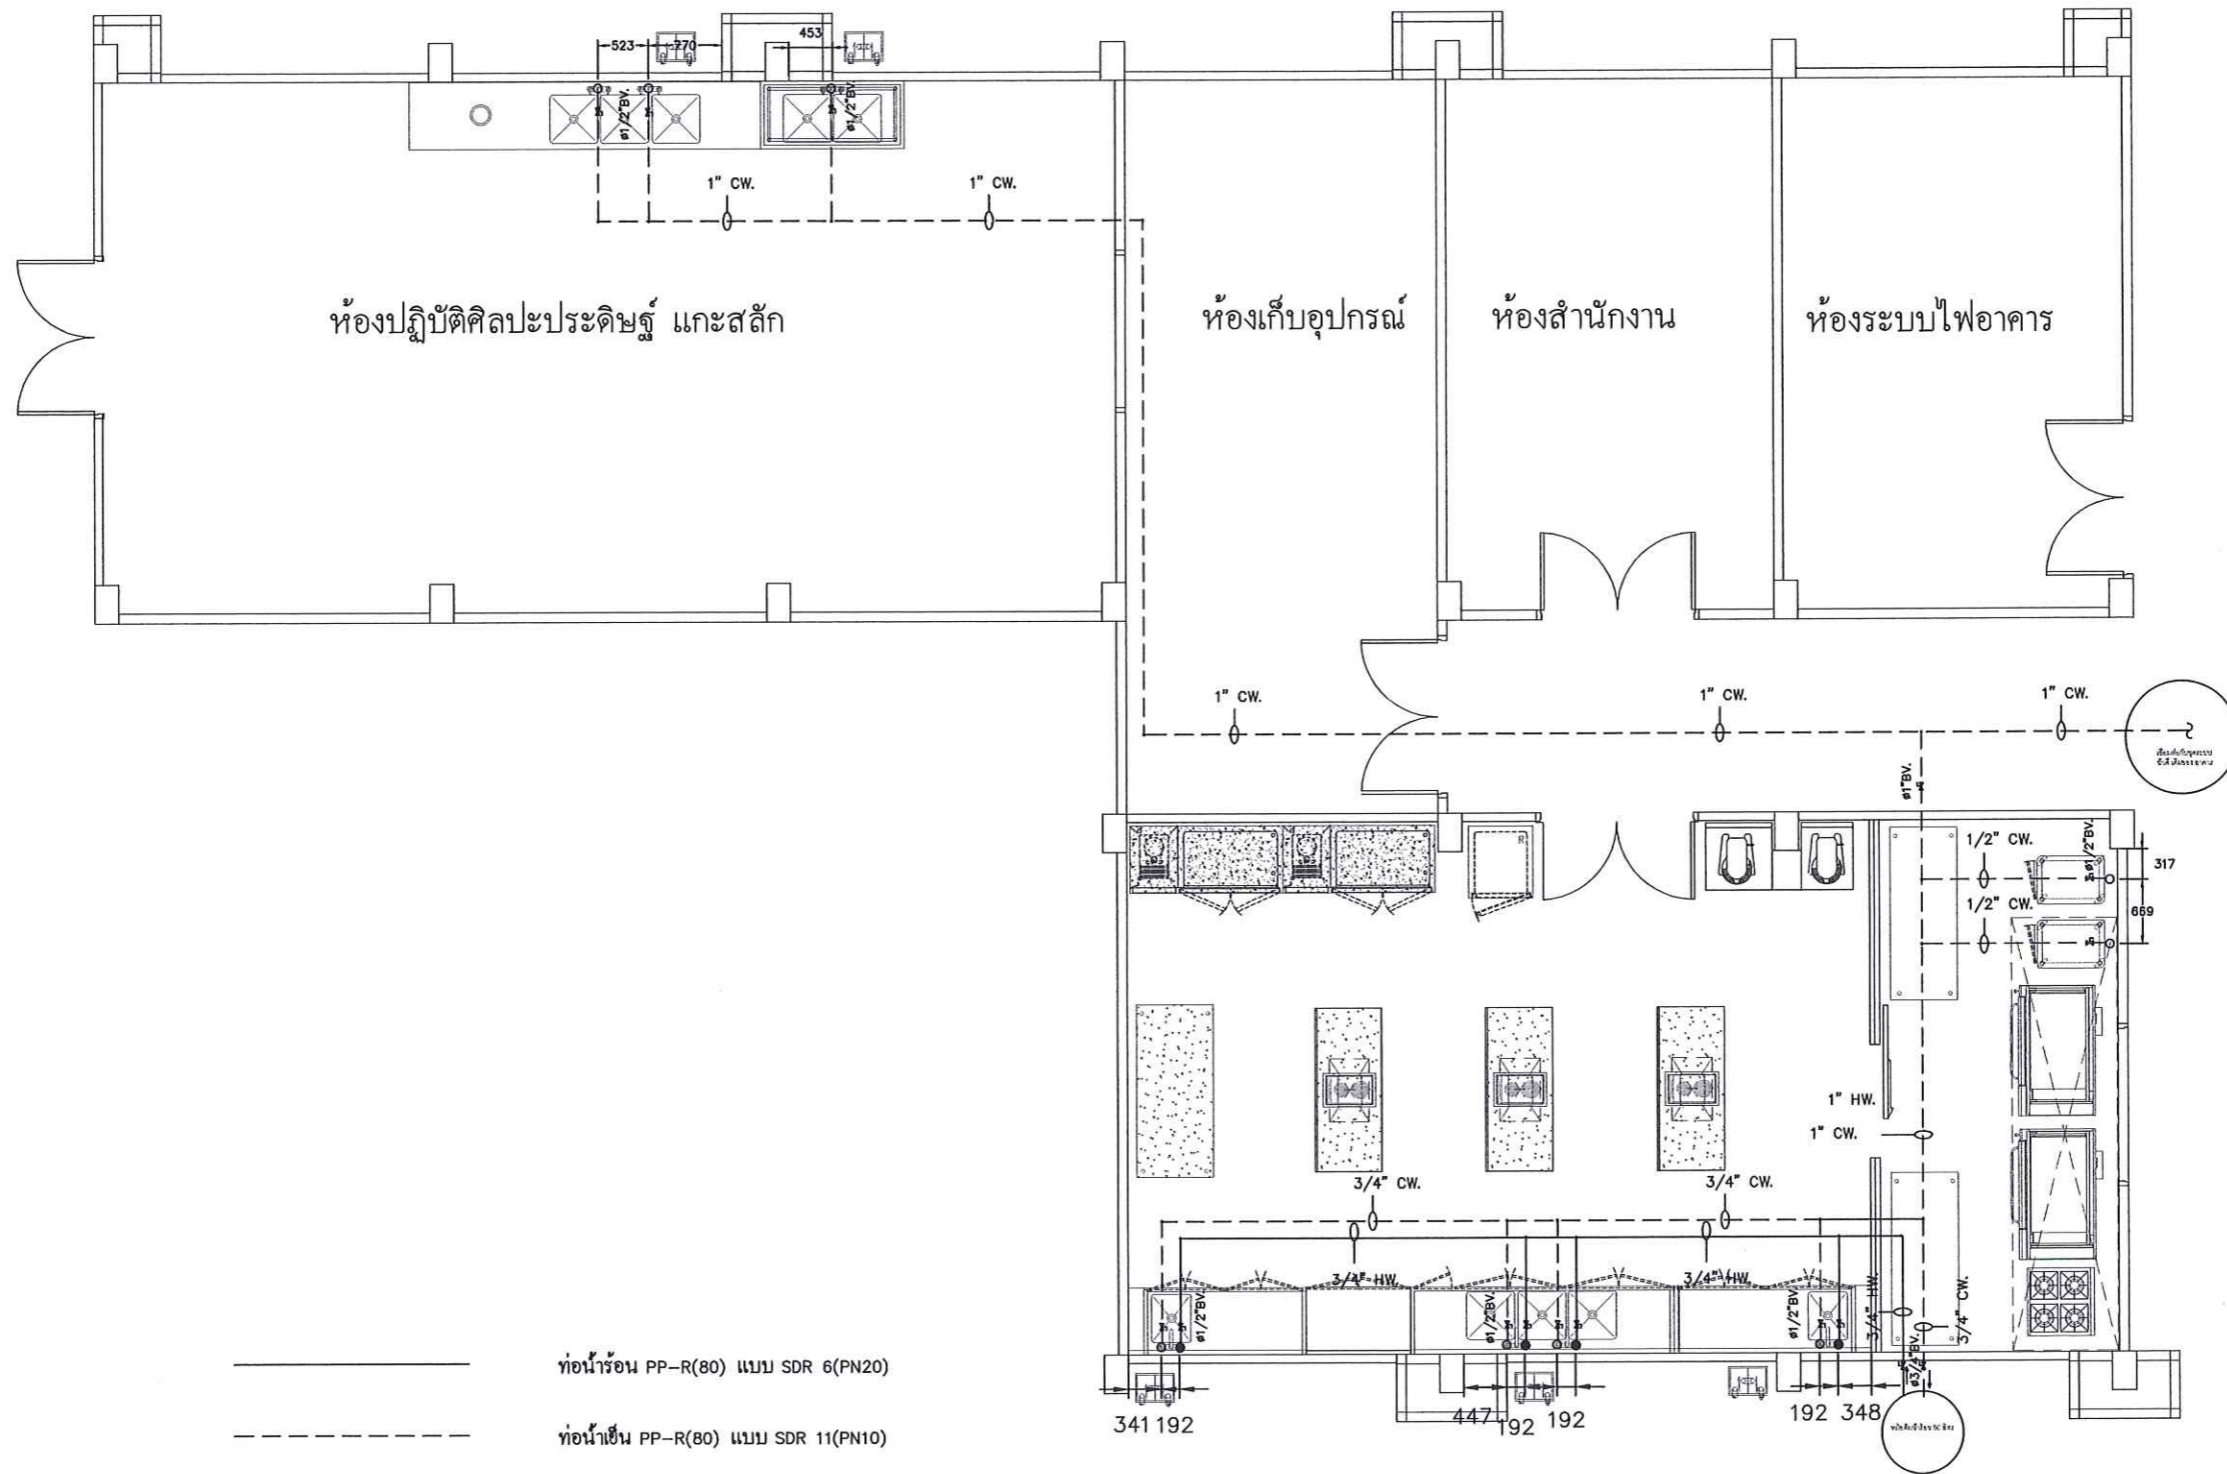 523
770
453
ø1/2"BV.
ø1/2"BV.
1" CW.
1" CW.
ห้องปฏิบัติศิลปะประดิษฐ์ แกะสลัก
ห้องเก็บอุปกรณ์
ห้องสำนักงาน
ห้องระบบไฟอาคาร
1" CW.
1" CW.
1" CW.
ø1"BV.
1/2" CW.
ø1/2"BV.
317
1/2" CW.
669
1" HW.
1" CW.
3/4" CW.
3/4" CW.
3/4" HW.
3/4" HW.
ø1/2"BV.
ø1/2"BV.
ø1/2"BV.
3/4" HW.
3/4" CW.
ø3/4"BV.
ท่อน้ำร้อน PP-R(80) แบบ SDR 6(PN20)
341 192
447
192
192
192 348
ท่อน้ำเย็น PP-R(80) แบบ SDR 11(PN10)